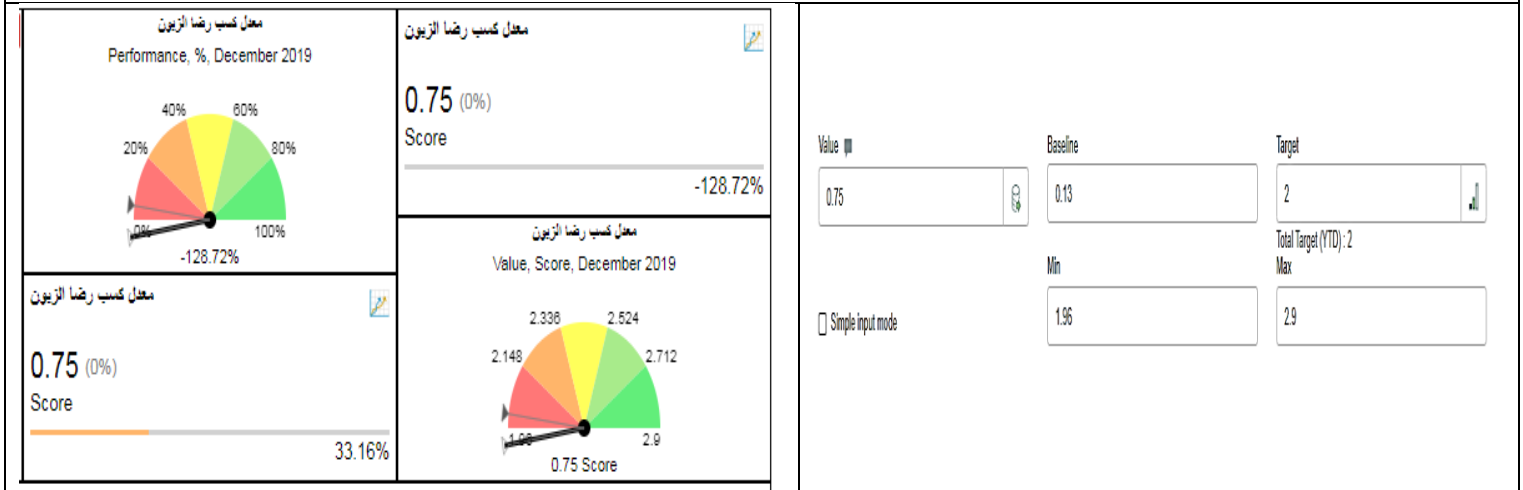 معدل كسب رضا الزبون
Performance, %, December 2019
40%
60%
20%
80%
0%
100%
-128.72%
معدل كسب رضا الزبون
0.75 (0%)
Score
-128.72%
معدل كسب رضا الزبون
0.75 (0%)
Score
33.16%
معدل كسب رضا الزبون
Value, Score, December 2019
2.336
2.524
2.148
2.712
1.96
2.9
0.75 Score
Value
Baseline
Target
0.75
0.13
2
Total Target (YTD) : 2
Min
Max
Simple input mode
1.96
2.9